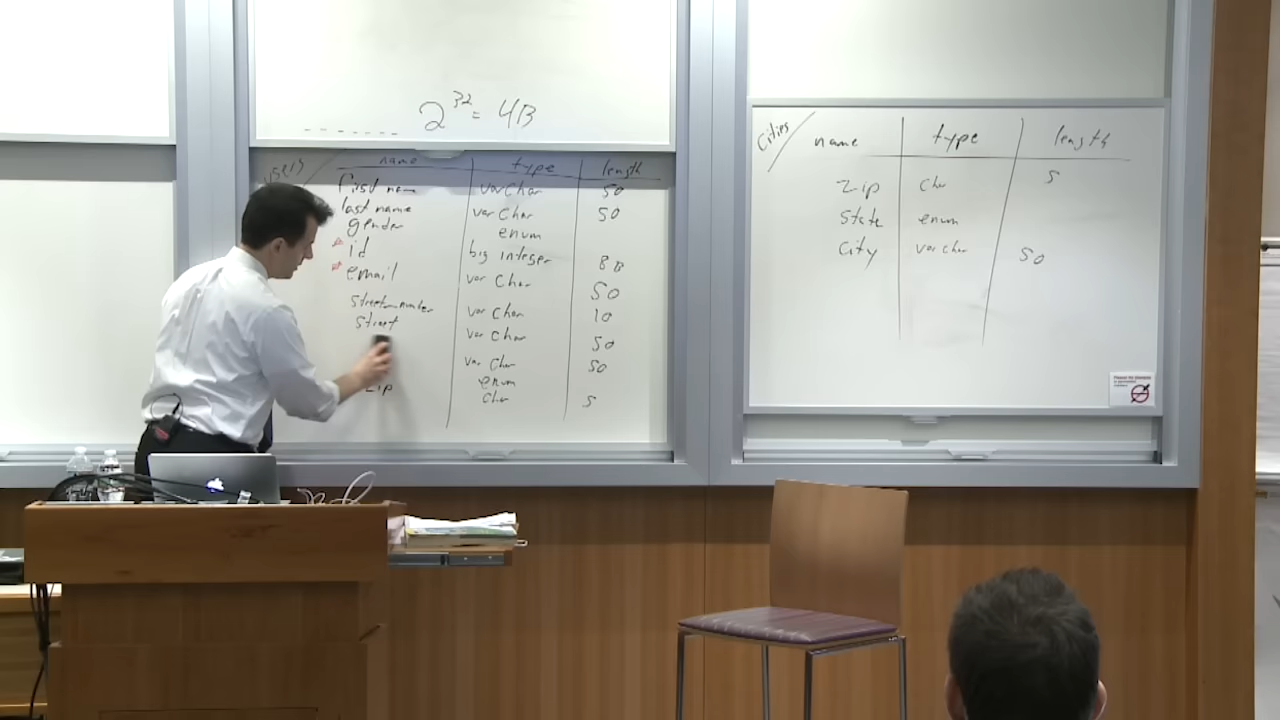 2^32 = 4B
users
name type length
first name varchar 50
last name varchar 50
gender enum
id big integer 8B
email varchar 50
street number varchar 10
street varchar 50
varchar 50
enum
zip char 5
Cities
name type length
zip char 5
state enum
city varchar 50